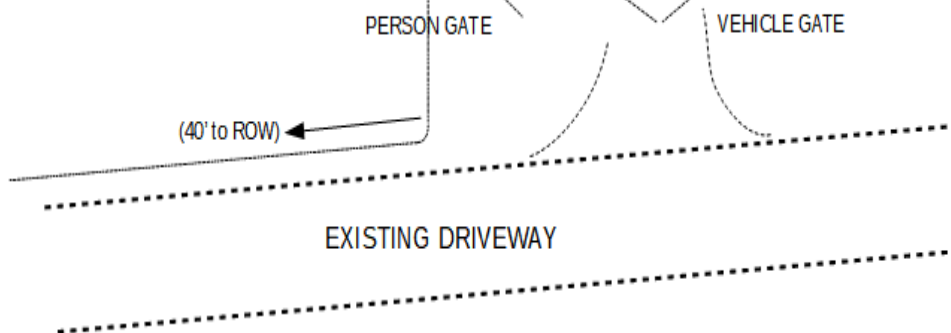 PERSON GATE
VEHICLE GATE
(40' to ROW)
EXISTING DRIVEWAY